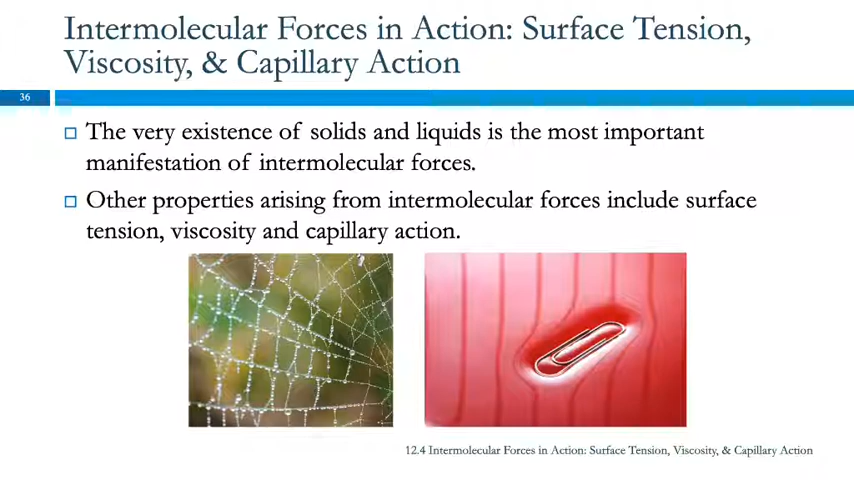 Intermolecular Forces in Action: Surface Tension,
Viscosity, & Capillary Action
36
The very existence of solids and liquids is the most important
manifestation of intermolecular forces.
Other properties arising from intermolecular forces include surface
tension, viscosity and capillary action.
12.4 Intermolecular Forces in Action: Surface Tension, Viscosity, & Capillary Action